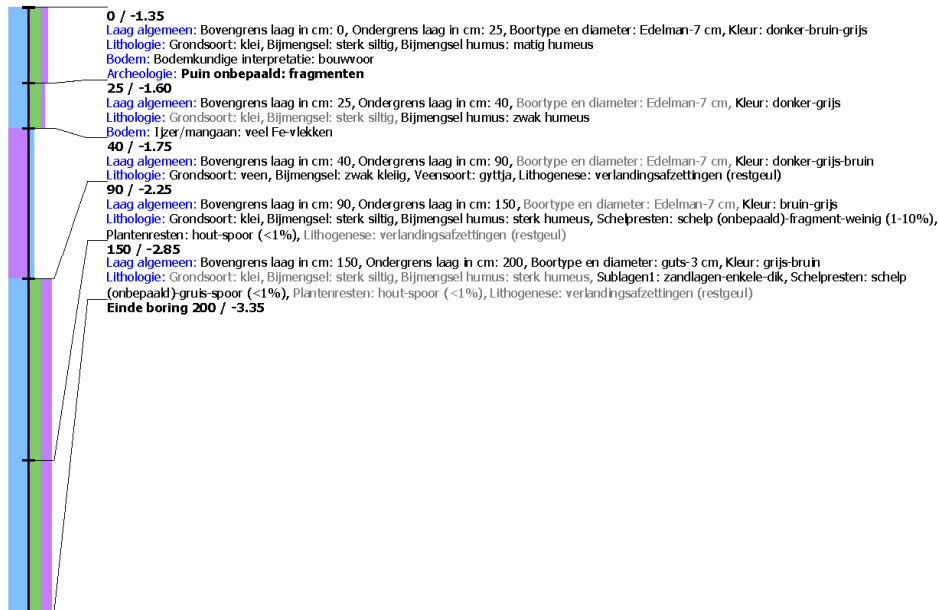 0 / -1.35
Laag algemeen: Bovengrens laag in cm: 0, Ondergrens laag in cm: 25, Boortype en diameter: Edelman-7 cm, Kleur: donker-bruin-grijs
Lithologie: Grondsoort: klei, Bijmengsel: sterk siltig, Bijmengsel humus: matig humeus
Bodem: Bodemkundige interpretatie: bouwvoor
Archeologie: Puin onbepaald: fragmenten
25 / -1.60
Laag algemeen: Bovengrens laag in cm: 25, Ondergrens laag in cm: 40, Boortype en diameter: Edelman-7 cm, Kleur: donker-grijs
Lithologie: Grondsoort: klei, Bijmengsel: sterk siltig, Bijmengsel humus: zwak humeus
Bodem: Ijzer/mangaan: veel Fe-vlekken
40 / -1.75
Laag algemeen: Bovengrens laag in cm: 40, Ondergrens laag in cm: 90, Boortype en diameter: Edelman-7 cm, Kleur: donker-grijs-bruin
Lithologie: Grondsoort: veen, Bijmengsel: zwak kleiig, Veensoort: gyttja, Lithogenese: verlandingsafzettingen (restgeul)
90 / -2.25
Laag algemeen: Bovengrens laag in cm: 90, Ondergrens laag in cm: 150, Boortype en diameter: Edelman-7 cm, Kleur: bruin-grijs
Lithologie: Grondsoort: klei, Bijmengsel: sterk siltig, Bijmengsel humus: sterk humeus, Schelpresten: schelp (onbepaald)-fragment-weinig (1-10%),
Plantenresten: hout-spoor (<1%), Lithogenese: verlandingsafzettingen (restgeul)
150 / -2.85
Laag algemeen: Bovengrens laag in cm: 150, Ondergrens laag in cm: 200, Boortype en diameter: guts-3 cm, Kleur: grijs-bruin
Lithologie: Grondsoort: klei, Bijmengsel: sterk siltig, Bijmengsel humus: sterk humeus, Sublagen1: zandlagen-enkele-dik, Schelpresten: schelp
(onbepaald)-gruis-spoor (<1%), Plantenresten: hout-spoor (<1%), Lithogenese: verlandingsafzettingen (restgeul)
Einde boring 200 / -3.35